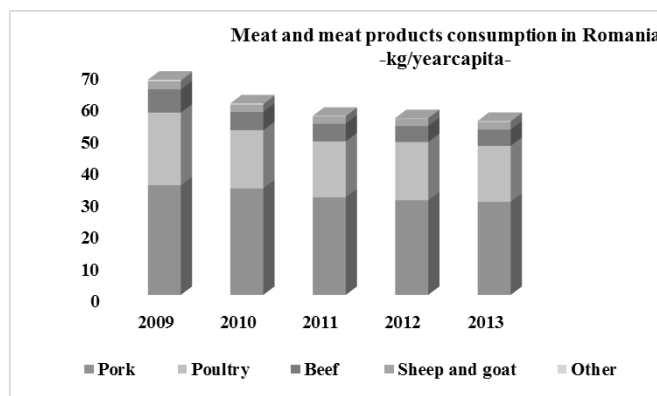 Meat and meat products consumption in Romania
-kg/yearcapita-
70
60
50
40
30
20
10
0
2009 2010 2011 2012 2013
Pork Poultry Beef Sheep and goat Other